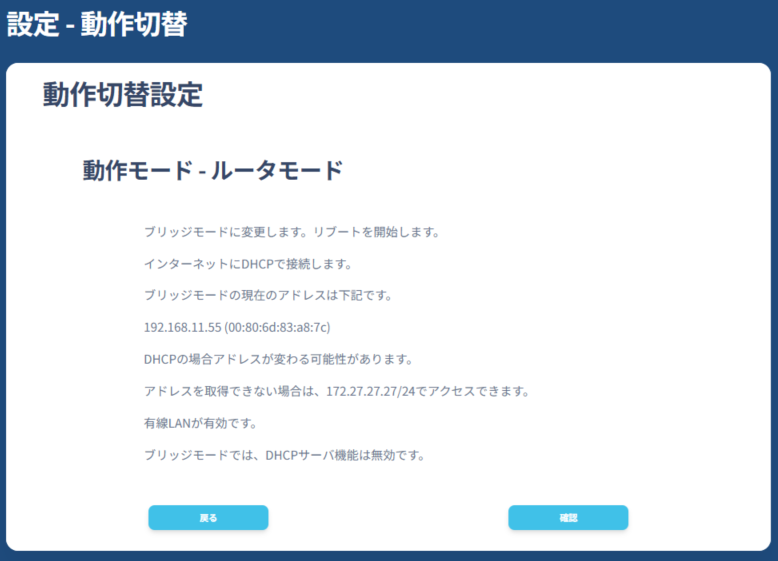 設定 - 動作切替
動作切替設定
動作モード - ルータモード
ブリッジモードに変更します。リブートを開始します。
インターネットにDHCPで接続します。
ブリッジモードの現在のアドレスは下記です。
192.168.11.55 (00:80:6d:83:a8:7c)
DHCPの場合アドレスが変わる可能性があります。
アドレスを取得できない場合は、172.27.27.27/24でアクセスできます。
有線LANが有効です。
ブリッジモードでは、DHCPサーバ機能は無効です。
戻る
確認